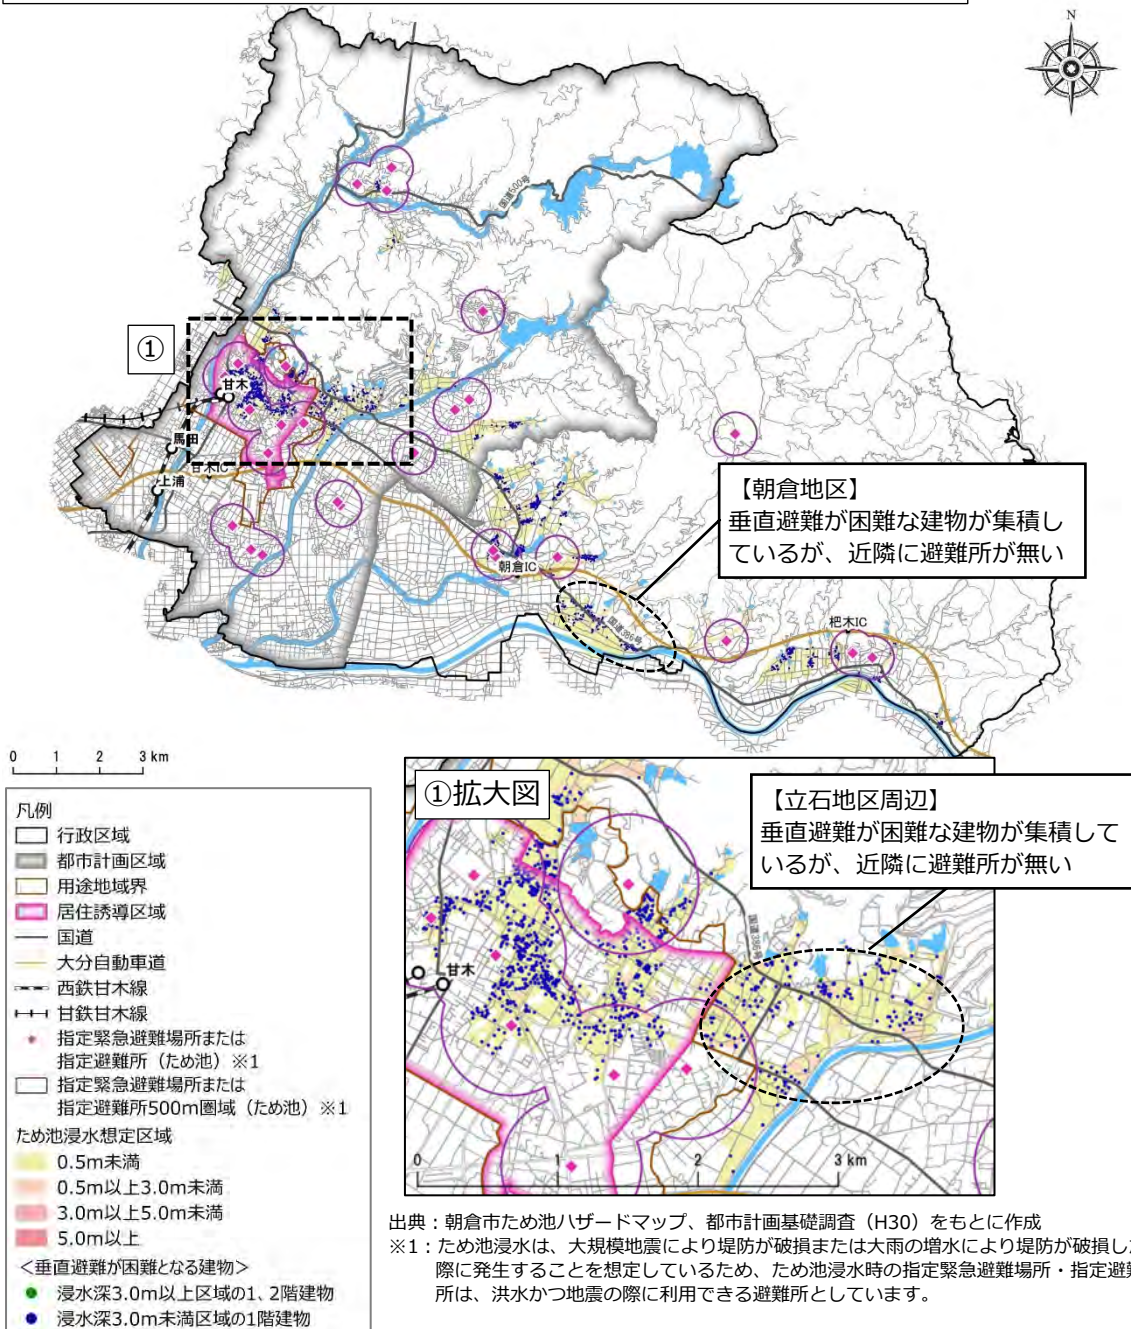 N
国道500号
①
甘木
馬田
甘木IC
上浦
【朝倉地区】
垂直避難が困難な建物が集積し
ているが、近隣に避難所が無い
朝倉IC
国道386号
杷木IC
0 1 2 3 km
凡例
行政区域
都市計画区域
用途地域界
居住誘導区域
国道
大分自動車道
西鉄甘木線
甘鉄甘木線
指定緊急避難場所または
指定避難所（ため池）※1
指定緊急避難場所または
指定避難所500m圏域（ため池）※1
ため池浸水想定区域
0.5m未満
0.5m以上3.0m未満
3.0m以上5.0m未満
5.0m以上
＜垂直避難が困難となる建物＞
浸水深3.0m以上区域の1、2階建物
浸水深3.0m未満区域の1階建物
①拡大図
【立石地区周辺】
垂直避難が困難な建物が集積して
いるが、近隣に避難所が無い
国道386号
甘木
0 1 2 3 km
出典：朝倉市ため池ハザードマップ、都市計画基礎調査（H30）をもとに作成
※1：ため池浸水は、大規模地震により堤防が破損または大雨の増水により堤防が破損した
際に発生することを想定しているため、ため池浸水時の指定緊急避難場所・指定避難
所は、洪水かつ地震の際に利用できる避難所としています。